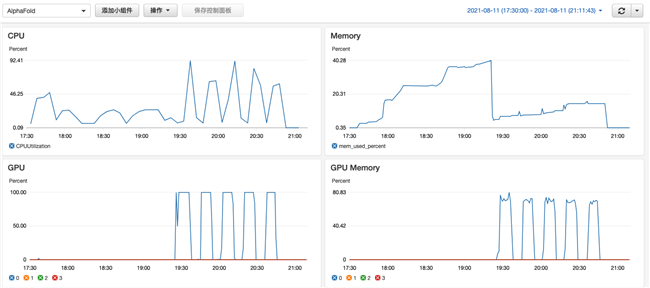 AlphaFold 添加小组件 操作 保存控制面板 2021-08-11 (17:30:00) - 2021-08-11 (21:11:43)
CPU
Percent
92.41
46.25
0.09
17:30 18:00 18:30 19:00 19:30 20:00 20:30 21:00
CPUUtilization
Memory
Percent
40.28
20.31
0.35
17:30 18:00 18:30 19:00 19:30 20:00 20:30 21:00
mem_used_percent
GPU
Percent
100.00
50.00
0
17:30 18:00 18:30 19:00 19:30 20:00 20:30 21:00
0 1 2 3
GPU Memory
Percent
80.83
40.42
0
17:30 18:00 18:30 19:00 19:30 20:00 20:30 21:00
0 1 2 3